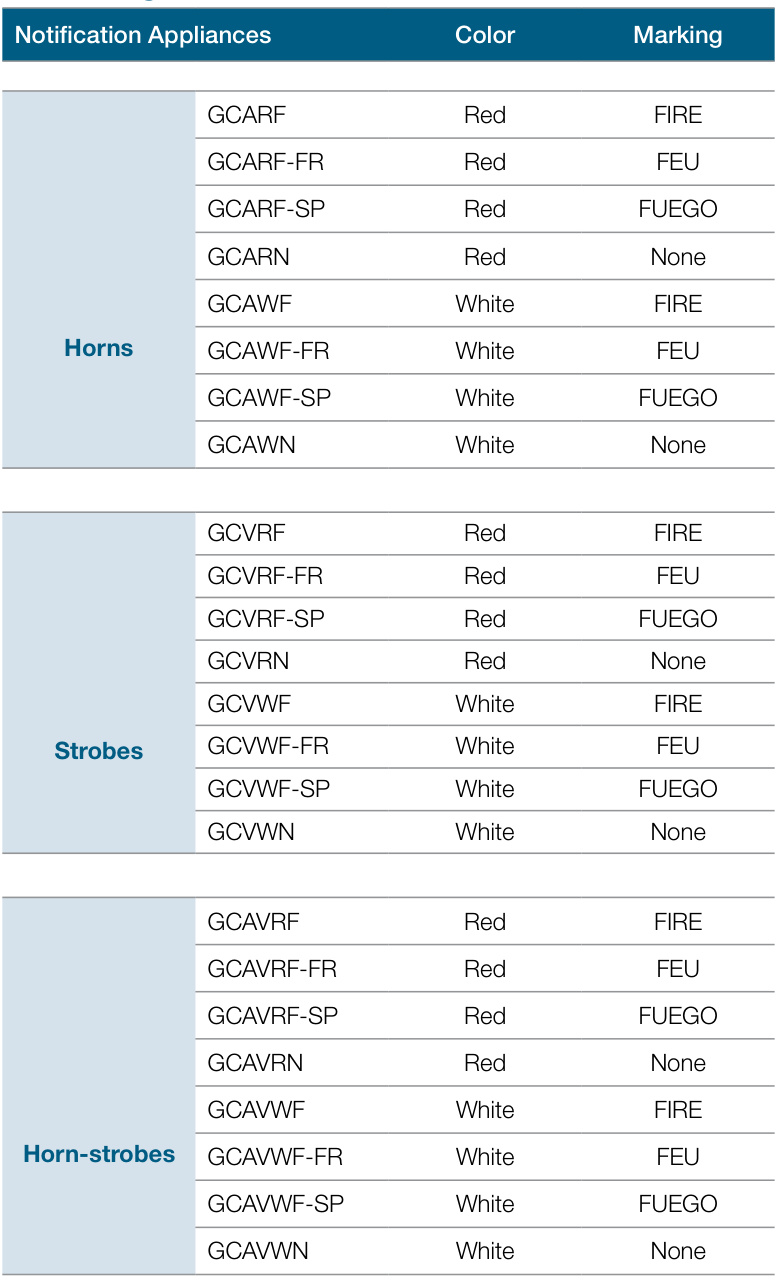 Notification Appliances Color Marking
GCARF Red FIRE
GCARF-FR Red FEU
GCARF-SP Red FUEGO
GCARN Red None
GCAWF White FIRE
Horns GCAWF-FR White FEU
GCAWF-SP White FUEGO
GCAWN White None
GCVRF Red FIRE
GCVRF-FR Red FEU
GCVRF-SP Red FUEGO
GCVRN Red None
GCVWF White FIRE
Strobes GCVWF-FR White FEU
GCVWF-SP White FUEGO
GCVWN White None
GCAVRF Red FIRE
GCAVRF-FR Red FEU
GCAVRF-SP Red FUEGO
GCAVRN Red None
GCAVWF White FIRE
Horn-strobes GCAVWF-FR White FEU
GCAVWF-SP White FUEGO
GCAVWN White None